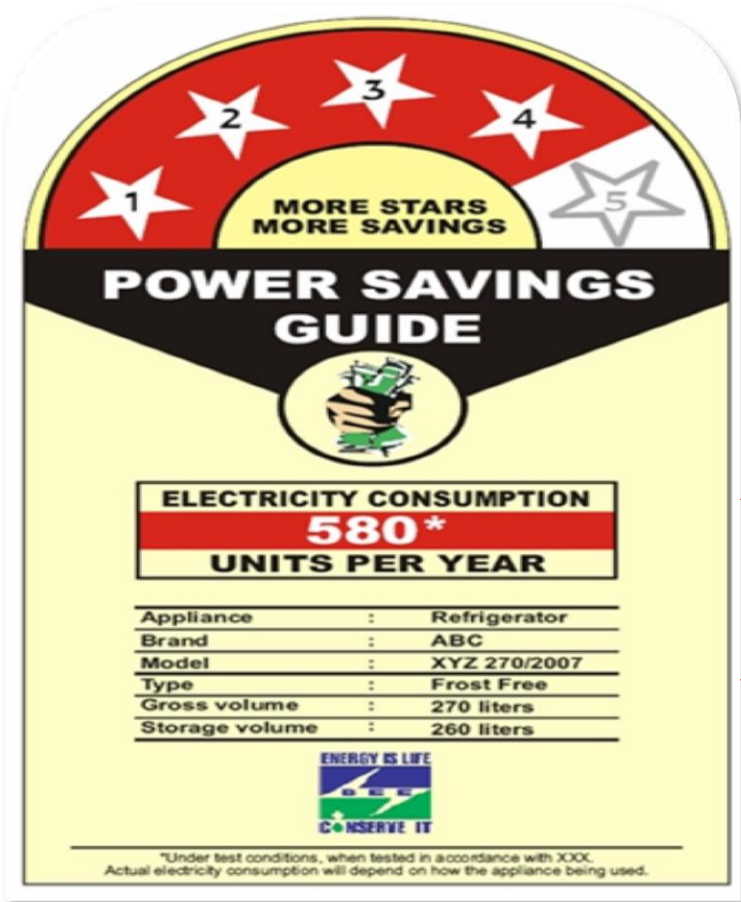 1
2
3
4
5
MORE STARS
MORE SAVINGS
POWER SAVINGS
GUIDE
ELECTRICITY CONSUMPTION
580*
UNITS PER YEAR
Appliance : Refrigerator
Brand : ABC
Model : XYZ 270/2007
Type : Frost Free
Gross volume : 270 liters
Storage volume : 260 liters
ENERGY IS LIFE
BEE
CONSERVE IT
*Under test conditions, when tested in accordance with XXX.
Actual electricity consumption will depend on how the appliance being used.